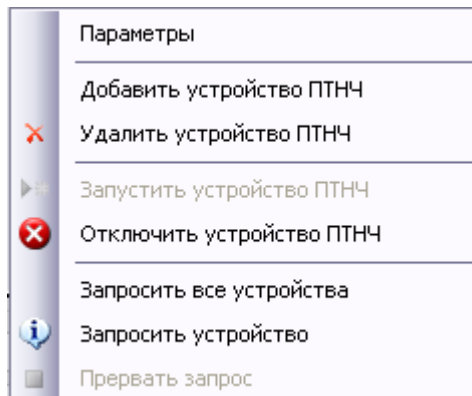 Параметры
Добавить устройство ПТНЧ
Удалить устройство ПТНЧ
Запустить устройство ПТНЧ
Отключить устройство ПТНЧ
Запросить все устройства
Запросить устройство
Прервать запрос